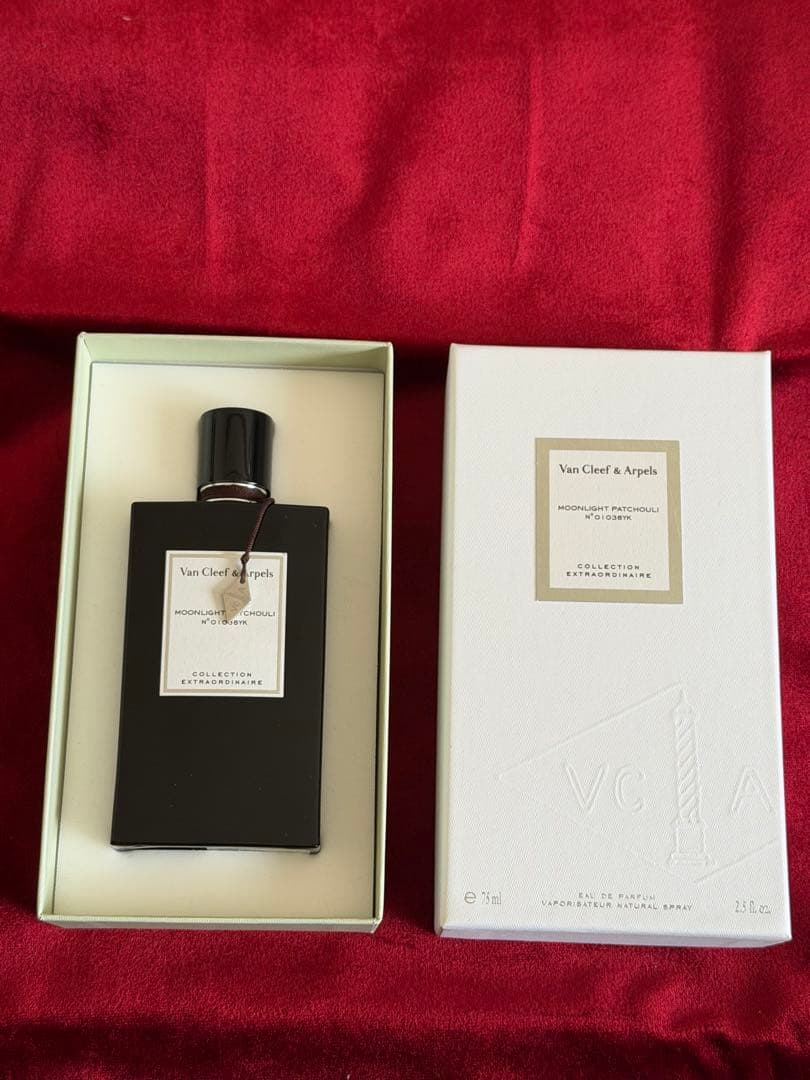 Van Cleef & Arpels
MOONLIGHT PATCHOULI
COLLECTION
EXTRAORDINAIRE
Van Cleef & Arpels
MOONLIGHT PATCHOULI
N°01038YK
COLLECTION
EXTRAORDINAIRE
VC A
e 75 ml
EAU DE PARFUM
VAPORISATEUR NATURAL SPRAY
2.5 fl. oz.